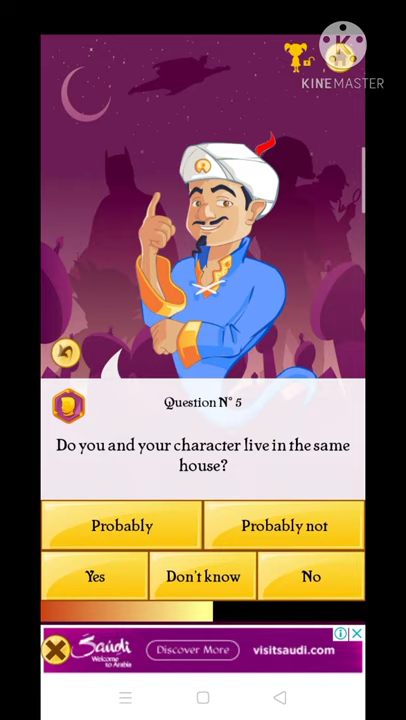 KINEMASTER
Question N° 5
Do you and your character live in the same
house?
Probably
Probably not
Yes
Don't know
No
Saudi
Welcome
to Arabia
Discover More
visitsaudi.com